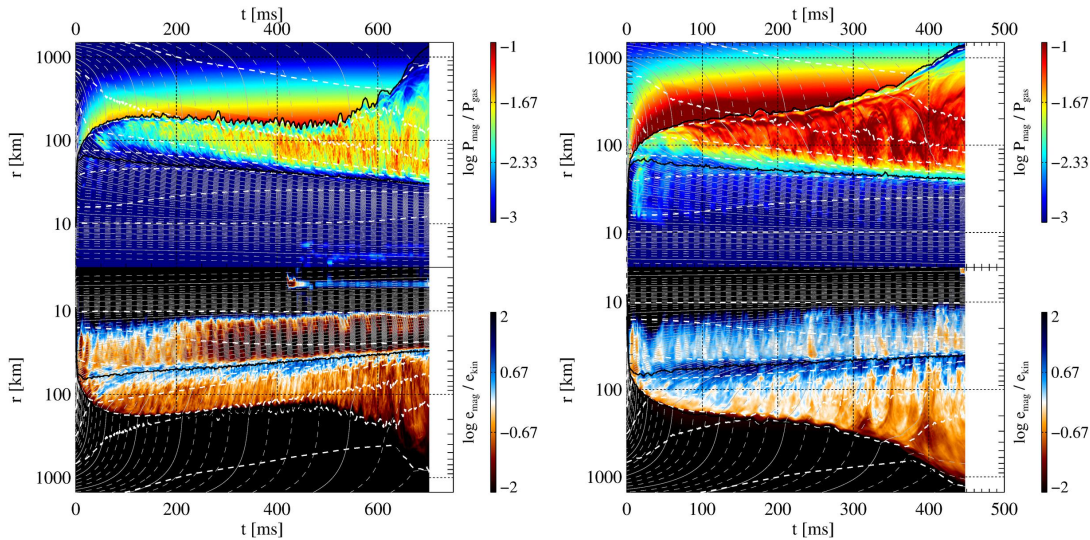 t [ms]
0 200 400 600
1000
100
10
10
100
1000
r [km]
r [km]
-1
-1.67
-2.33
-3
log P_mag / P_gas
2
0.67
-0.67
-2
log e_mag / e_kin
0 200 400 600
t [ms]
t [ms]
0 100 200 300 400 500
1000
100
10
10
100
1000
r [km]
r [km]
-1
-1.67
-2.33
-3
log P_mag / P_gas
2
0.67
-0.67
-2
log e_mag / e_kin
0 100 200 300 400 500
t [ms]